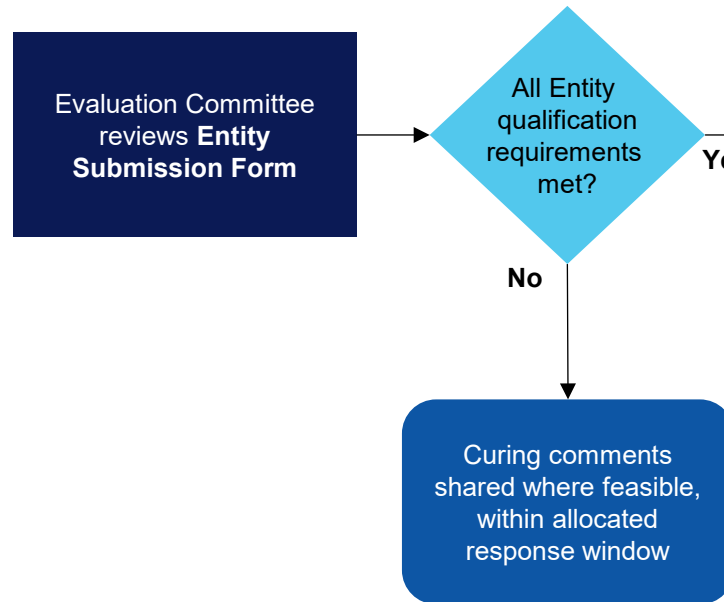 Evaluation Committee
reviews Entity
Submission Form
All Entity
qualification
requirements
met?
No
Curing comments
shared where feasible,
within allocated
response window